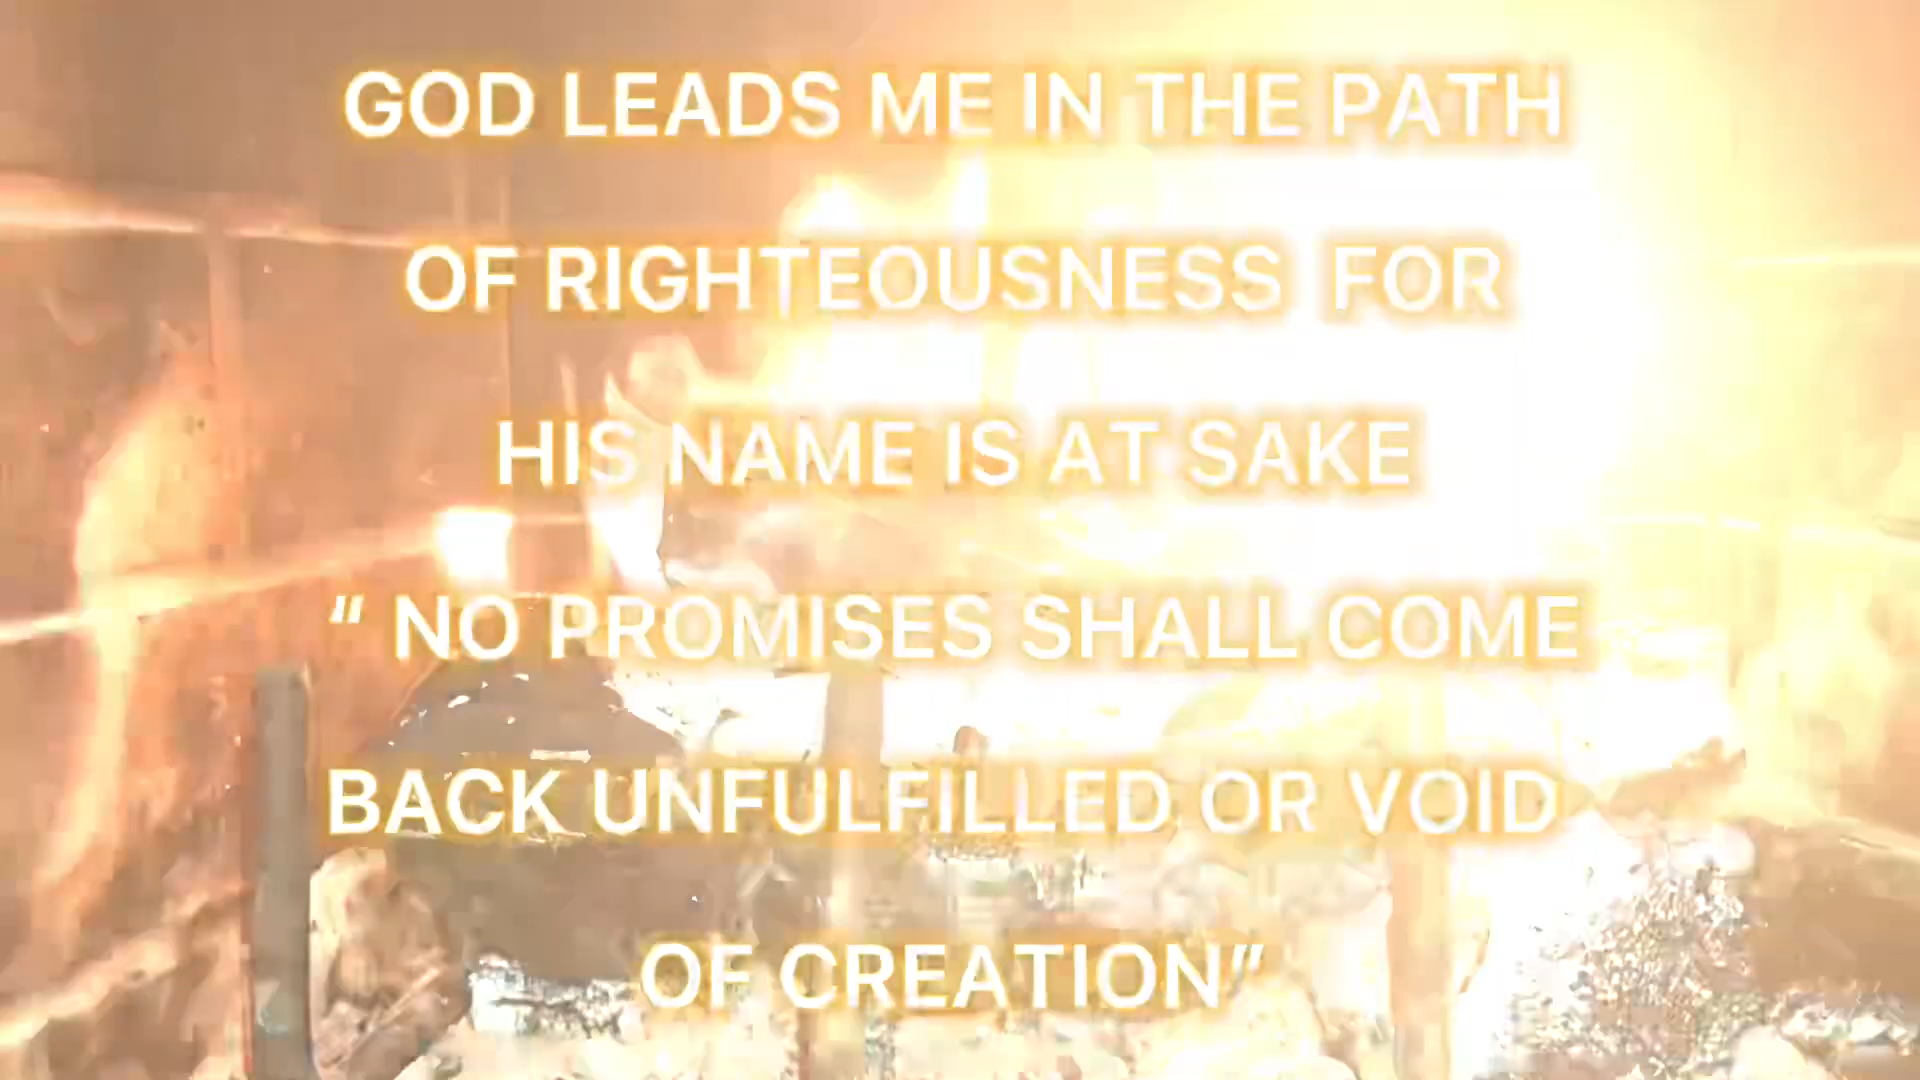 GOD LEADS ME IN THE PATH
OF RIGHTEOUSNESS  FOR
HIS NAME IS AT SAKE
“ NO PROMISES SHALL COME
BACK UNFULFILLED OR VOID
OF CREATION”